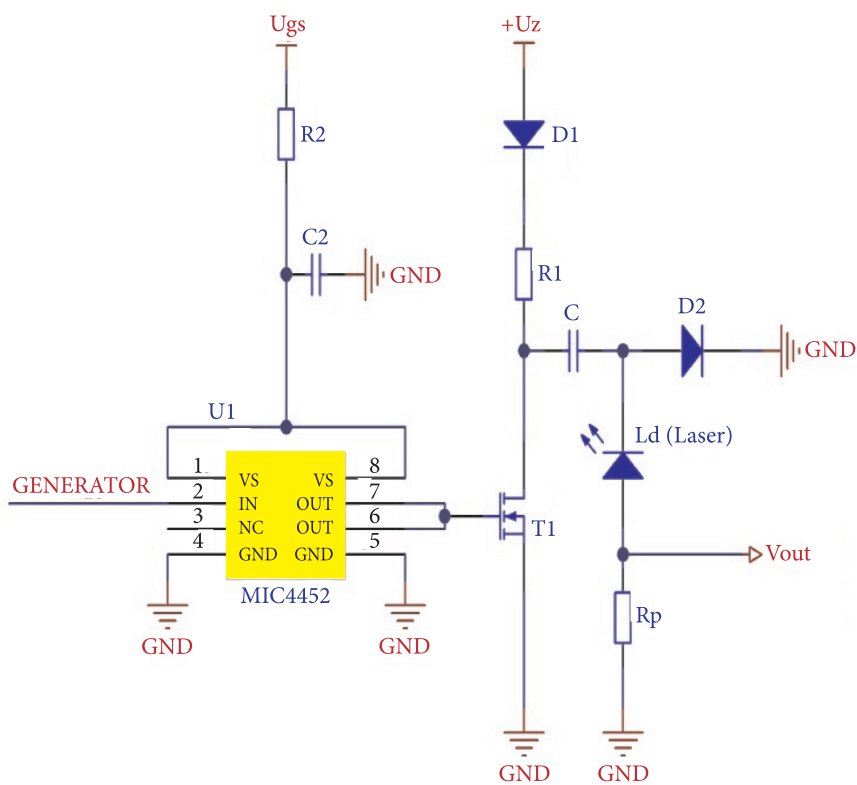 Ugs
+Uz
R2
D1
C2
GND
R1
C
D2
GND
U1
Ld (Laser)
GENERATOR
1
2
3
4
VS
IN
NC
GND
VS
OUT
OUT
GND
8
7
6
5
T1
Vout
MIC4452
Rp
GND
GND
GND
GND